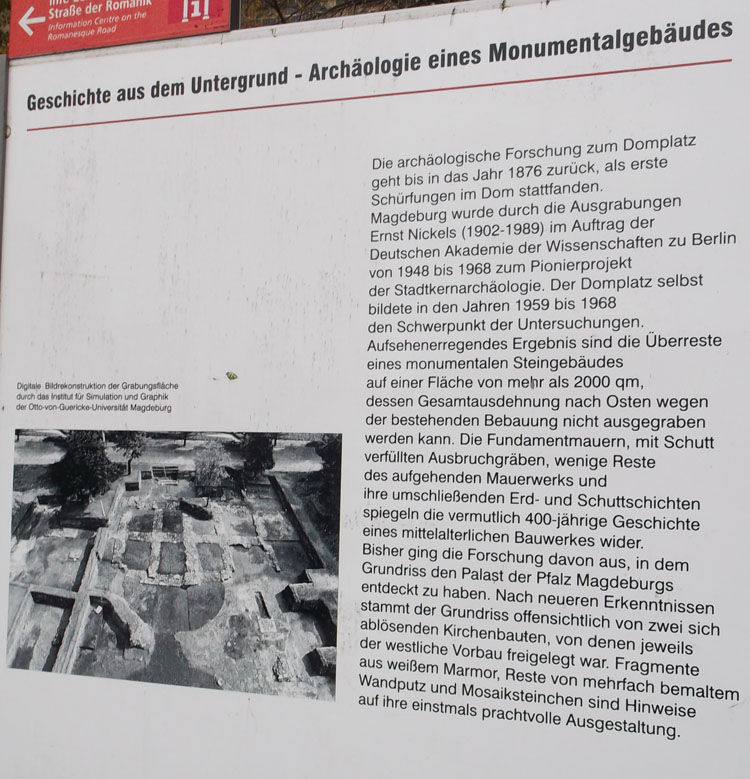 Straße der Romanik
Information Centre on the
Romanesque Road
i
Geschichte aus dem Untergrund - Archäologie eines Monumentalgebäudes
Die archäologische Forschung zum Domplatz
geht bis in das Jahr 1876 zurück, als erste
Schürfungen im Dom stattfanden.
Magdeburg wurde durch die Ausgrabungen
Ernst Nickels (1902-1989) im Auftrag der
Deutschen Akademie der Wissenschaften zu Berlin
von 1948 bis 1968 zum Pionierprojekt
der Stadtkernarchäologie. Der Domplatz selbst
bildete in den Jahren 1959 bis 1968
den Schwerpunkt der Untersuchungen.
Aufsehenerregendes Ergebnis sind die Überreste
eines monumentalen Steingebäudes
auf einer Fläche von mehr als 2000 qm,
dessen Gesamtausdehnung nach Osten wegen
der bestehenden Bebauung nicht ausgegraben
werden kann. Die Fundamentmauern, mit Schutt
verfüllten Ausbruchgräben, wenige Reste
des aufgehenden Mauerwerks und
ihre umschließenden Erd- und Schuttschichten
spiegeln die vermutlich 400-jährige Geschichte
eines mittelalterlichen Bauwerkes wider.
Bisher ging die Forschung davon aus, in dem
Grundriss den Palast der Pfalz Magdeburgs
entdeckt zu haben. Nach neueren Erkenntnissen
stammt der Grundriss offensichtlich von zwei sich
ablösenden Kirchenbauten, von denen jeweils
der westliche Vorbau freigelegt war. Fragmente
aus weißem Marmor, Reste von mehrfach bemaltem
Wandputz und Mosaiksteinchen sind Hinweise
auf ihre einstmals prachtvolle Ausgestaltung.
Digitale Bildrekonstruktion der Grabungsfläche
durch das Institut für Simulation und Graphik
der Otto-von-Guericke-Universität Magdeburg